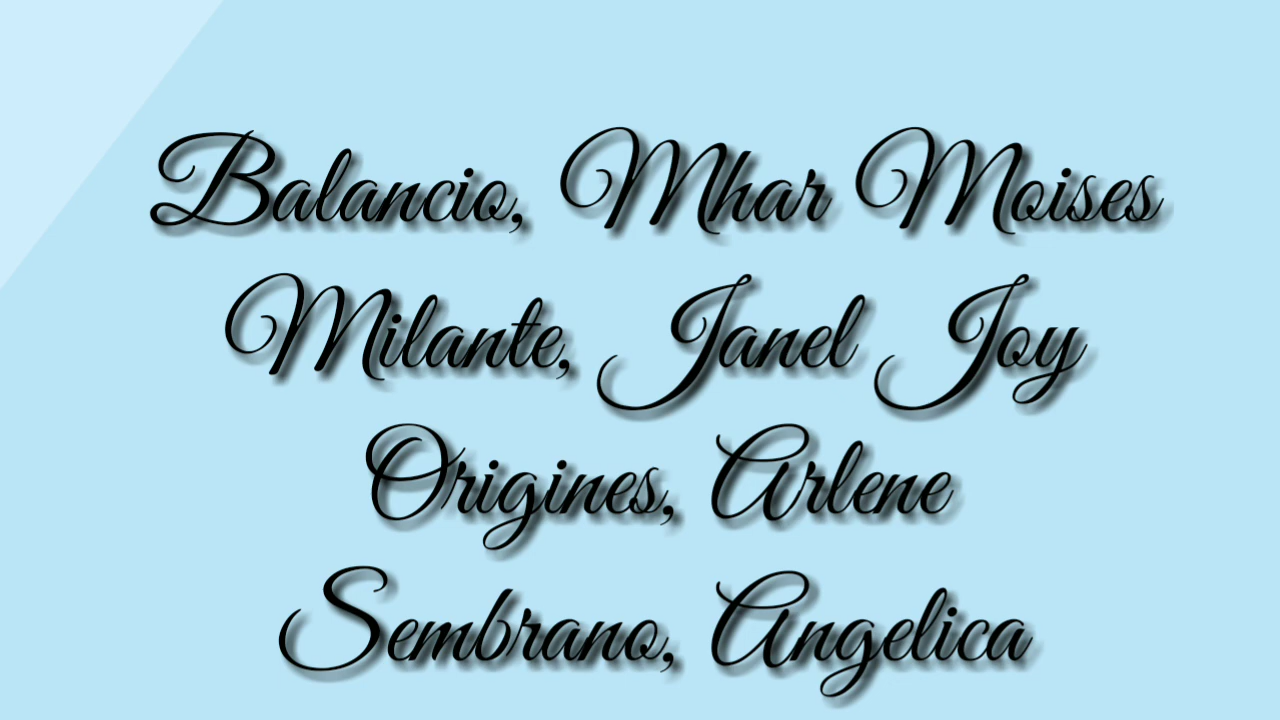 Balancio, Mhar Moises
Milante, Janel Joy
Origines, Arlene
Sembrano, Angelica